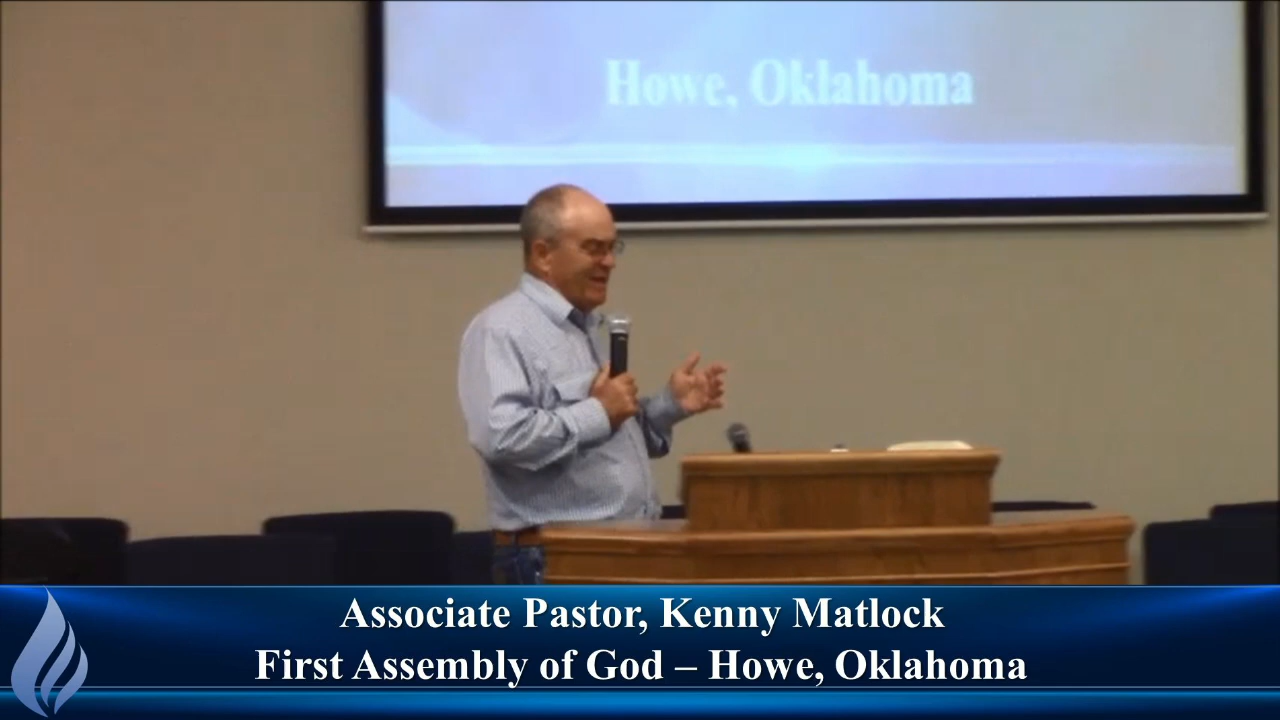 Howe, Oklahoma
Associate Pastor, Kenny Matlock
First Assembly of God – Howe, Oklahoma